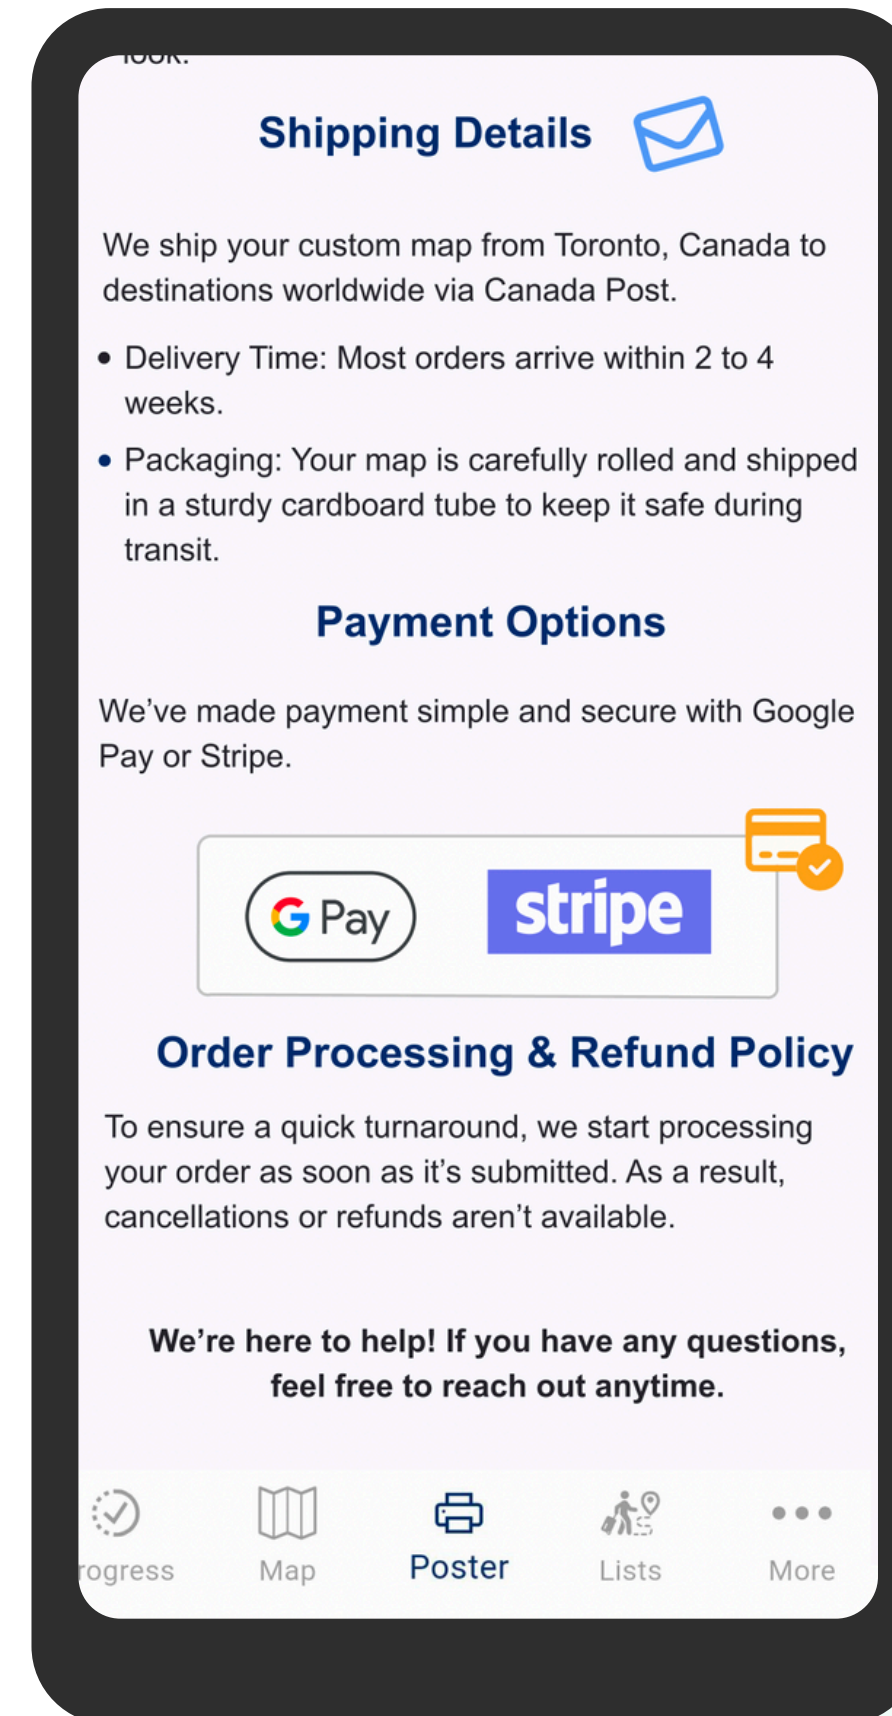 look.
Shipping Details
We ship your custom map from Toronto, Canada to
destinations worldwide via Canada Post.
• Delivery Time: Most orders arrive within 2 to 4
weeks.
• Packaging: Your map is carefully rolled and shipped
in a sturdy cardboard tube to keep it safe during
transit.
Payment Options
We’ve made payment simple and secure with Google
Pay or Stripe.
G Pay stripe
Order Processing & Refund Policy
To ensure a quick turnaround, we start processing
your order as soon as it’s submitted. As a result,
cancellations or refunds aren’t available.
We’re here to help! If you have any questions,
feel free to reach out anytime.
rogress Map Poster Lists More